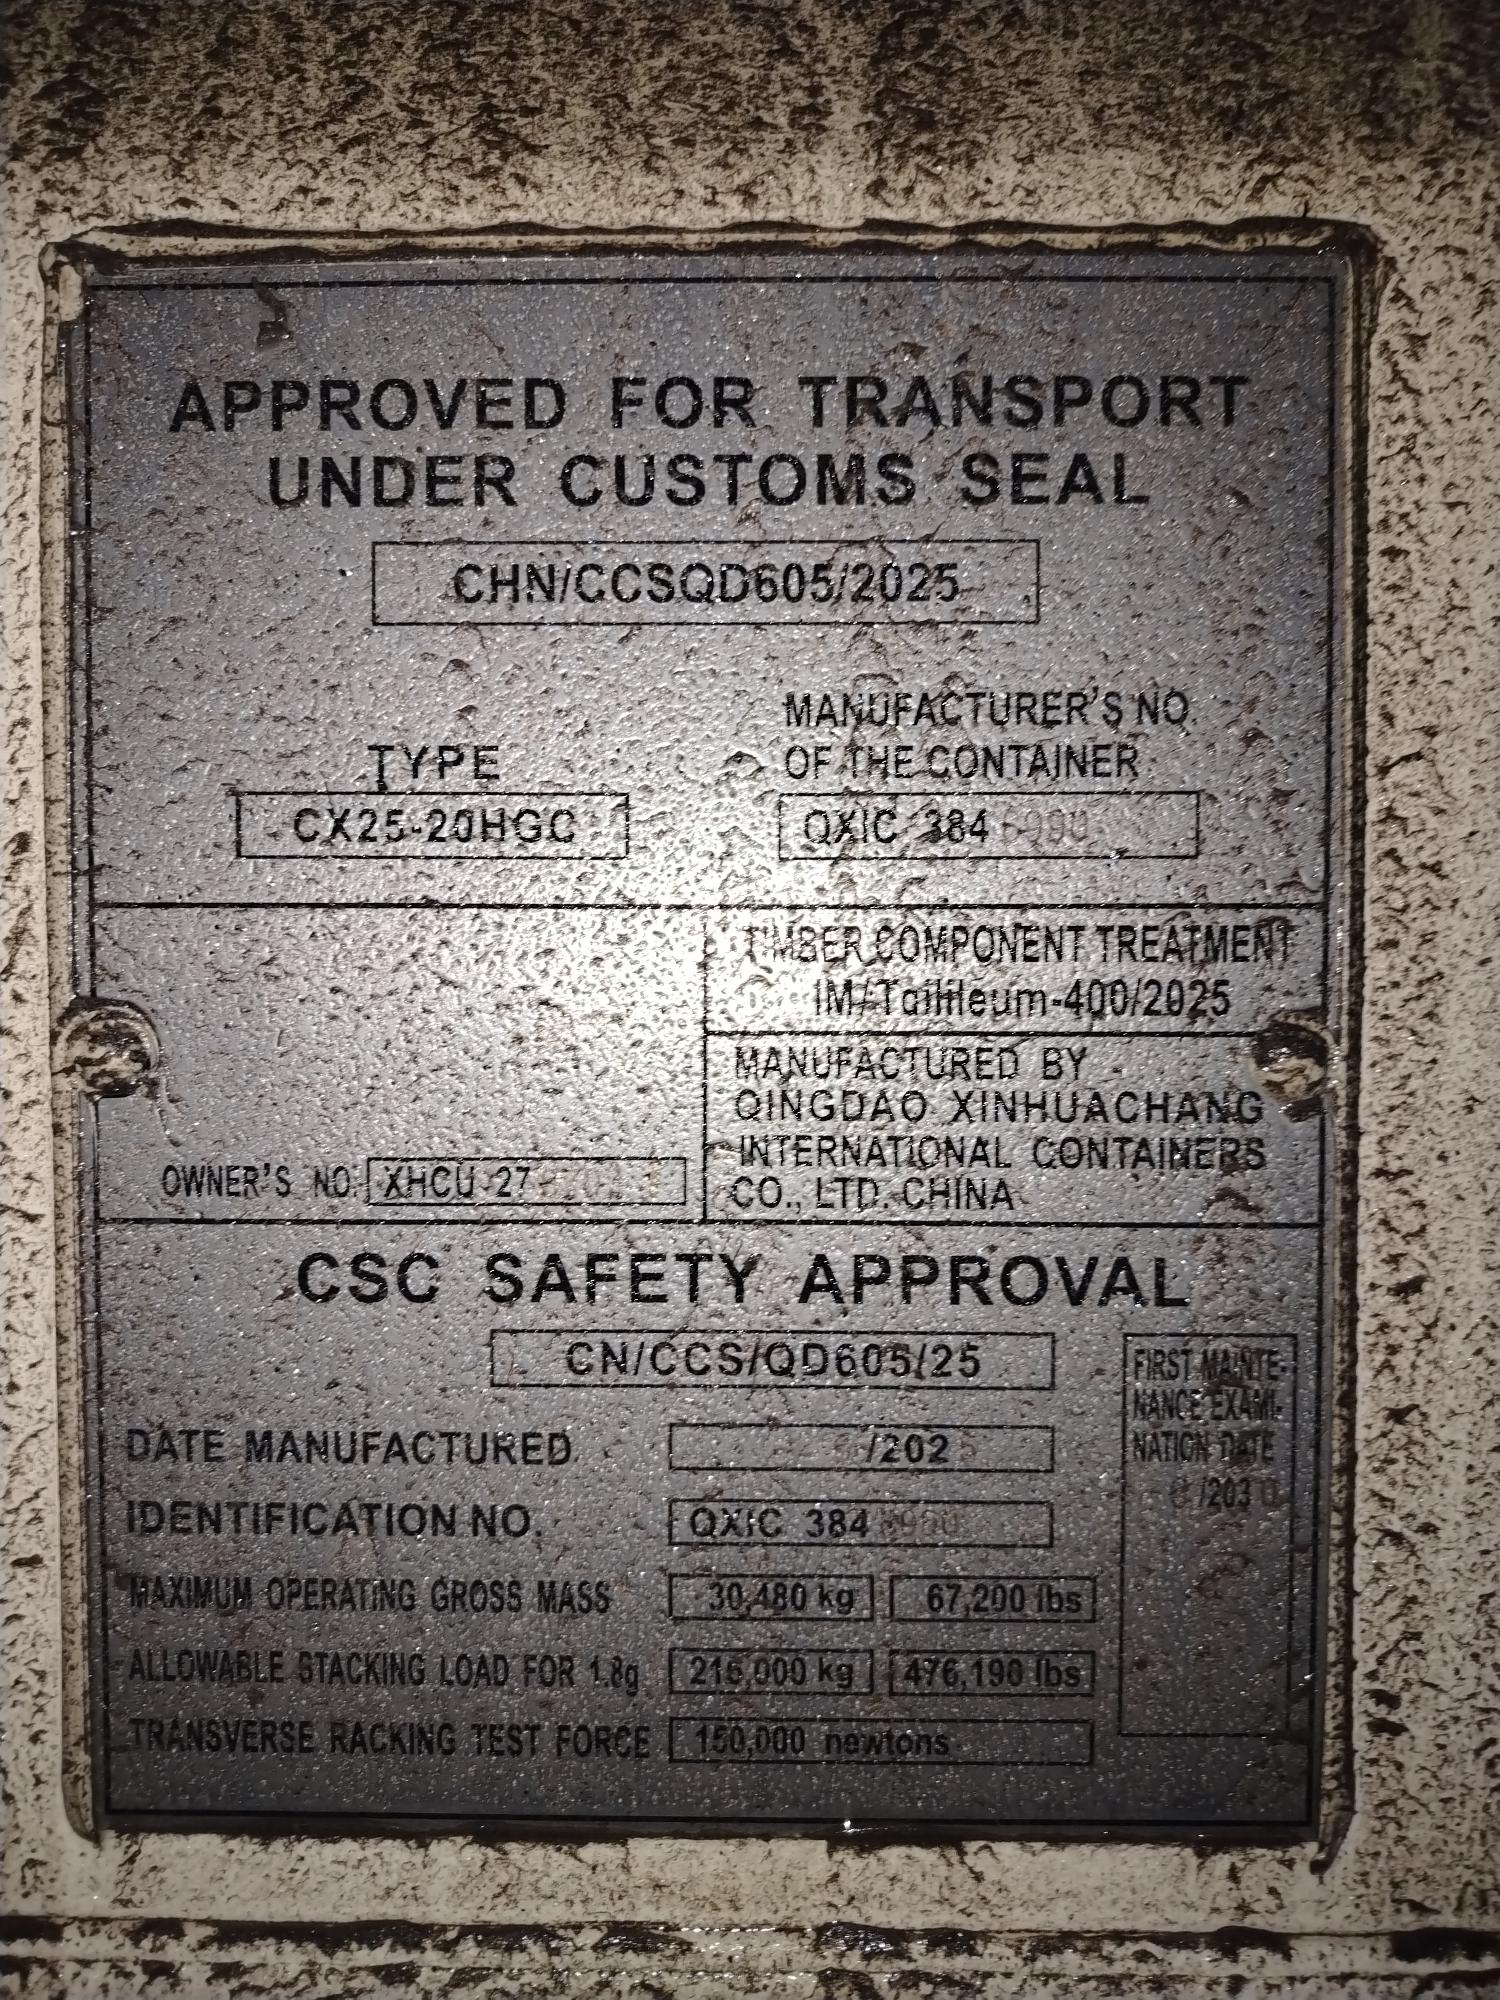 APPROVED FOR TRANSPORT
UNDER CUSTOMS SEAL
CHN/CCSQD605/2025
TYPE
CX25-20HGC
MANUFACTURER'S NO.
OF THE CONTAINER
QXIC 384
TIMBER COMPONENT TREATMENT
IM/Tailileum-400/2025
MANUFACTURED BY
QINGDAO XINHUACHANG
INTERNATIONAL CONTAINERS
CO., LTD. CHINA
OWNER'S NO. XHCU 27
CSC SAFETY APPROVAL
CN/CCS/QD605/25
DATE MANUFACTURED /202
IDENTIFICATION NO. QXIC 384
MAXIMUM OPERATING GROSS MASS 30,480 kg 67,200 lbs
ALLOWABLE STACKING LOAD FOR 1.8g 216,000 kg 476,190 lbs
TRANSVERSE RACKING TEST FORCE 150,000 newtons
FIRST MAINTE-
NANCE EXAMI-
NATION DATE
/203